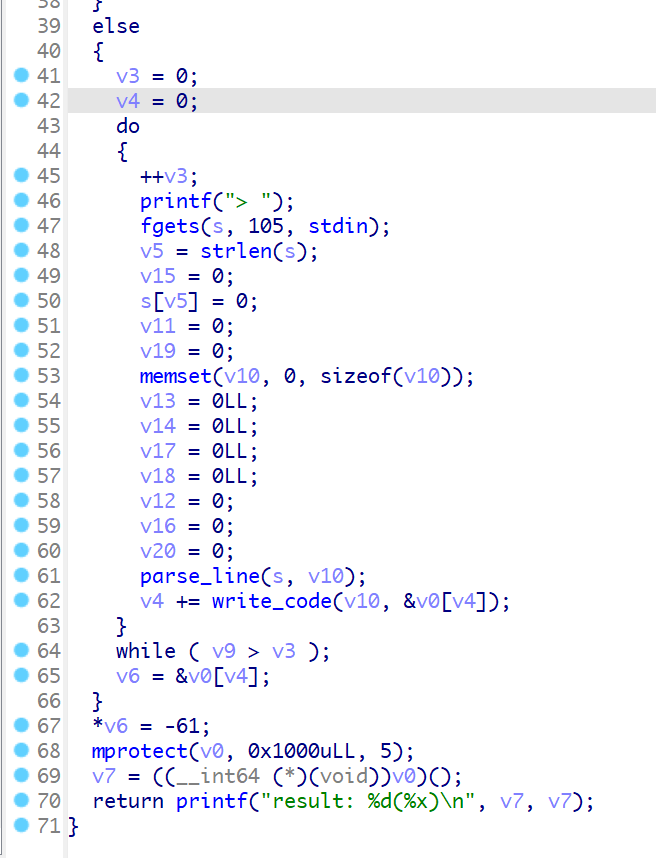 38 }
39 else
40 {
41 v3 = 0;
42 v4 = 0;
43 do
44 {
45 ++v3;
46 printf("> ");
47 fgets(s, 105, stdin);
48 v5 = strlen(s);
49 v15 = 0;
50 s[v5] = 0;
51 v11 = 0;
52 v19 = 0;
53 memset(v10, 0, sizeof(v10));
54 v13 = 0LL;
55 v14 = 0LL;
56 v17 = 0LL;
57 v18 = 0LL;
58 v12 = 0;
59 v16 = 0;
60 v20 = 0;
61 parse_line(s, v10);
62 v4 += write_code(v10, &v0[v4]);
63 }
64 while ( v9 > v3 );
65 v6 = &v0[v4];
66 }
67 *v6 = -61;
68 mprotect(v0, 0x1000uLL, 5);
69 v7 = ((__int64 (*)(void))v0)();
70 return printf("result: %d(%x)\n", v7, v7);
71 }